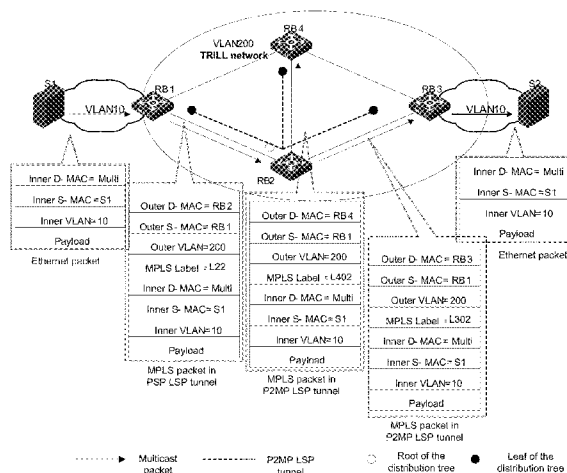 RB4
VLAN200
TRILL network
S1
RB1
RB3
S2
VLAN10
VLAN10
RB2
Inner D- MAC= Multi
Inner S- MAC=S1
Inner VLAN=10
Payload
Ethernet packet
Outer D- MAC= RB2
Outer S- MAC=RB1
Outer VLAN=200
MPLS Label =L22
Inner D- MAC= Multi
Inner S- MAC=S1
Inner VLAN=10
Payload
MPLS packet in
PSP LSP tunnel
Outer D- MAC= RB4
Outer S- MAC=RB1
Outer VLAN=200
MPLS Label =L402
Inner D- MAC= Multi
Inner S- MAC=S1
Inner VLAN= 10
Payload
MPLS packet in
P2MP LSP tunnel
Outer D- MAC= RB3
Outer S- MAC=RB1
Outer VLAN=200
MPLS Label =L302
Inner D- MAC= Multi
Inner S- MAC=S1
Inner VLAN=10
Payload
MPLS packet in
P2MP LSP tunnel
Inner D- MAC= Multi
Inner S- MAC=S1
Inner VLAN=10
Payload
Ethernet packet
Multicast
packet
P2MP LSP
tunnel
Root of the
distribution tree
Leaf of the
distribution tree